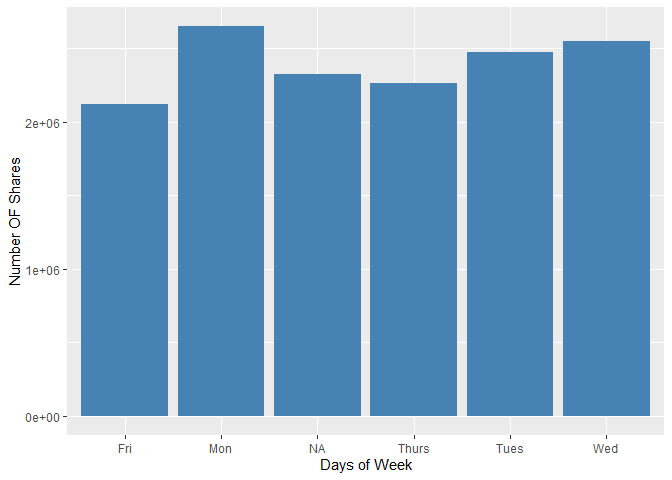 Number OF Shares
2e+06
1e+06
0e+00
Fri Mon NA Thurs Tues Wed
Days of Week